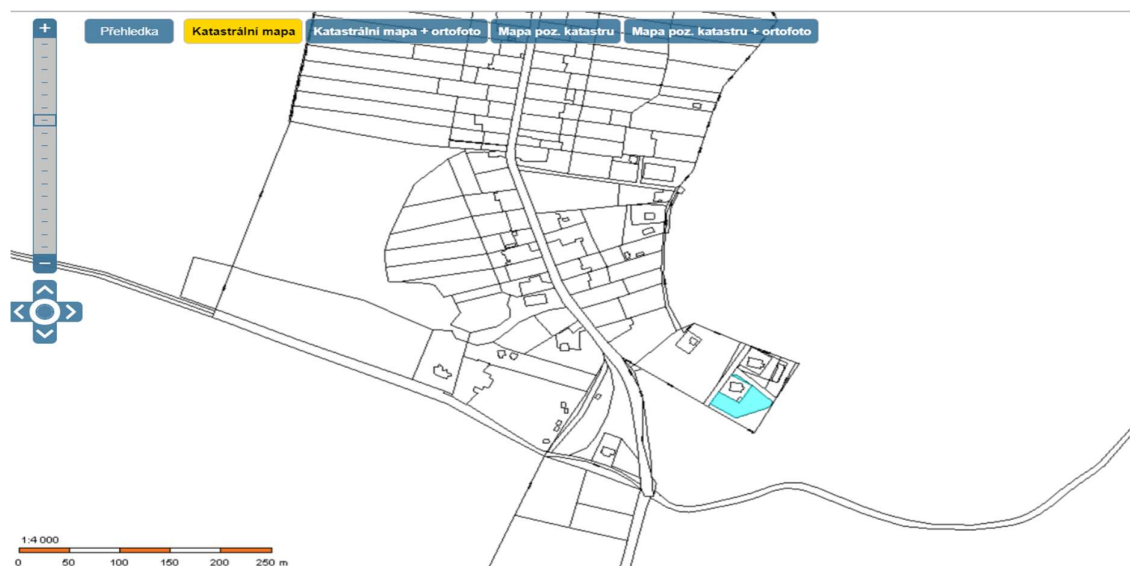 Přehledka
Katastrální mapa
Katastrální mapa + ortofoto
Mapa poz. katastru
Mapa poz. katastru + ortofoto
1:4 000
0 50 100 150 200 250 m